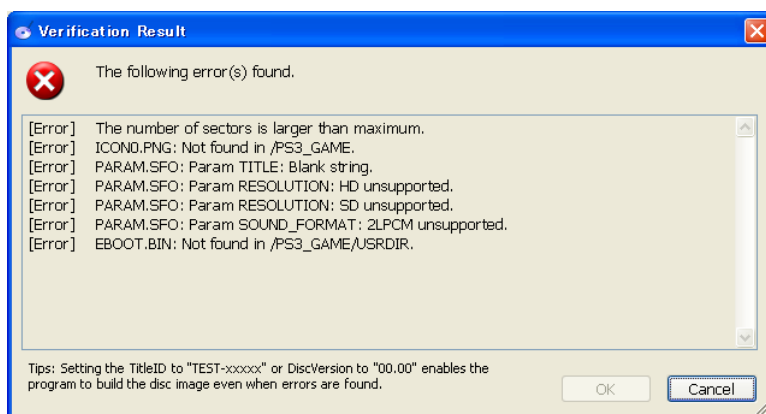 Verification Result
The following error(s) found.
[Error] The number of sectors is larger than maximum.
[Error] ICON0.PNG: Not found in /PS3_GAME.
[Error] PARAM.SFO: Param TITLE: Blank string.
[Error] PARAM.SFO: Param RESOLUTION: HD unsupported.
[Error] PARAM.SFO: Param RESOLUTION: SD unsupported.
[Error] PARAM.SFO: Param SOUND_FORMAT: 2LPCM unsupported.
[Error] EBOOT.BIN: Not found in /PS3_GAME/USRDIR.
Tips: Setting the TitleID to "TEST-xxxxx" or DiscVersion to "00.00" enables the
program to build the disc image even when errors are found.
OK Cancel